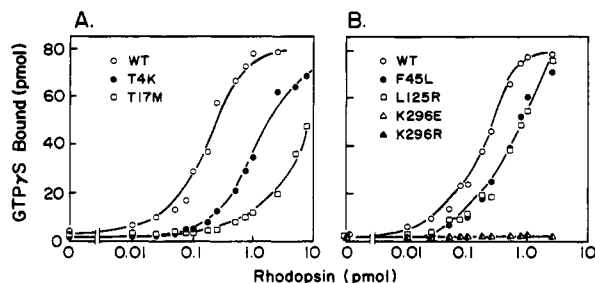 A.
B.
GTPγS Bound (pmol)
80
60
40
20
0
○ WT
● T4K
□ T17M
○ WT
● F45L
□ L125R
△ K296E
▲ K296R
0 0.01 0.1 1.0 10
0 0.01 0.1 1.0 10
Rhodopsin (pmol)